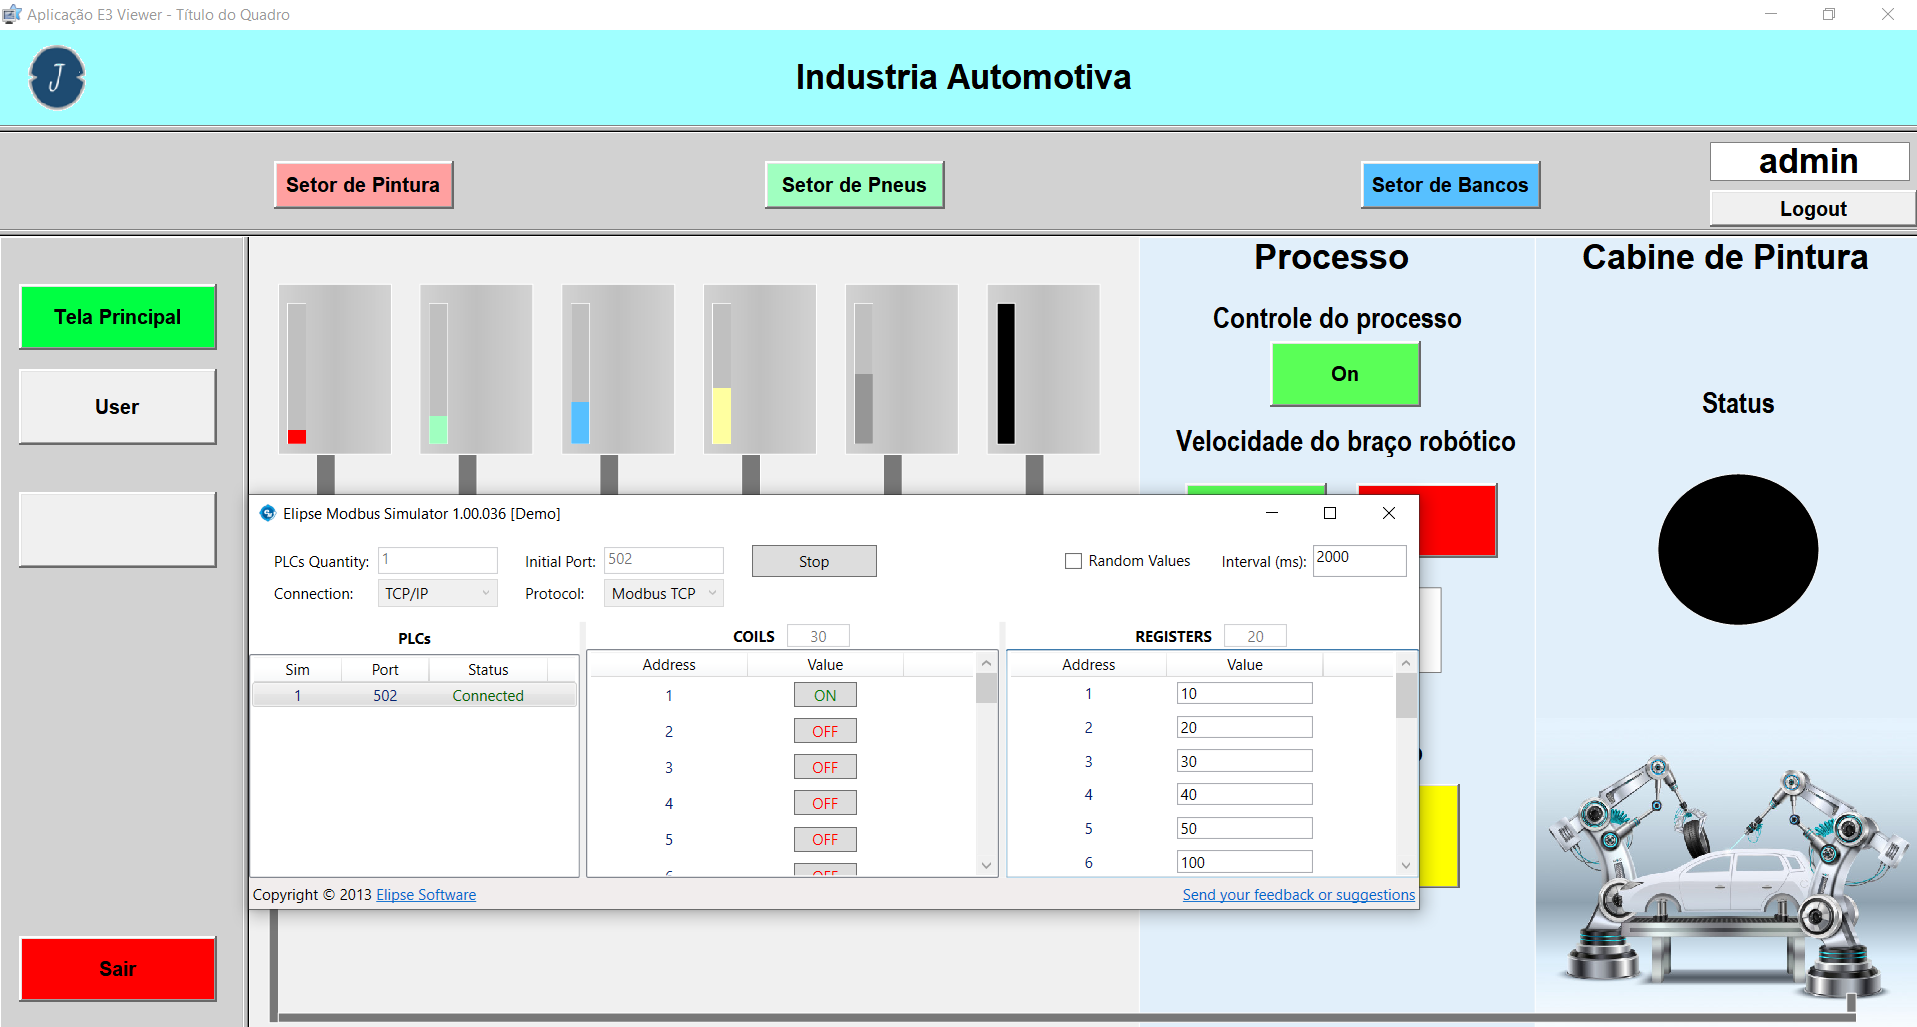 Aplicação E3 Viewer - Título do Quadro
J
Industria Automotiva
Setor de Pintura
Setor de Pneus
Setor de Bancos
admin
Logout
Tela Principal
User
Sair
Processo
Controle do processo
On
Velocidade do braço robótico
Cabine de Pintura
Status
Elipse Modbus Simulator 1.00.036 [Demo]
PLCs Quantity: 1 Initial Port: 502 Stop Random Values Interval (ms): 2000
Connection: TCP/IP Protocol: Modbus TCP
PLCs
Sim Port Status
1 502 Connected
COILS 30
Address Value
1 ON
2 OFF
3 OFF
4 OFF
5 OFF
REGISTERS 20
Address Value
1 10
2 20
3 30
4 40
5 50
6 100
Copyright © 2013 Elipse Software
Send your feedback or suggestions